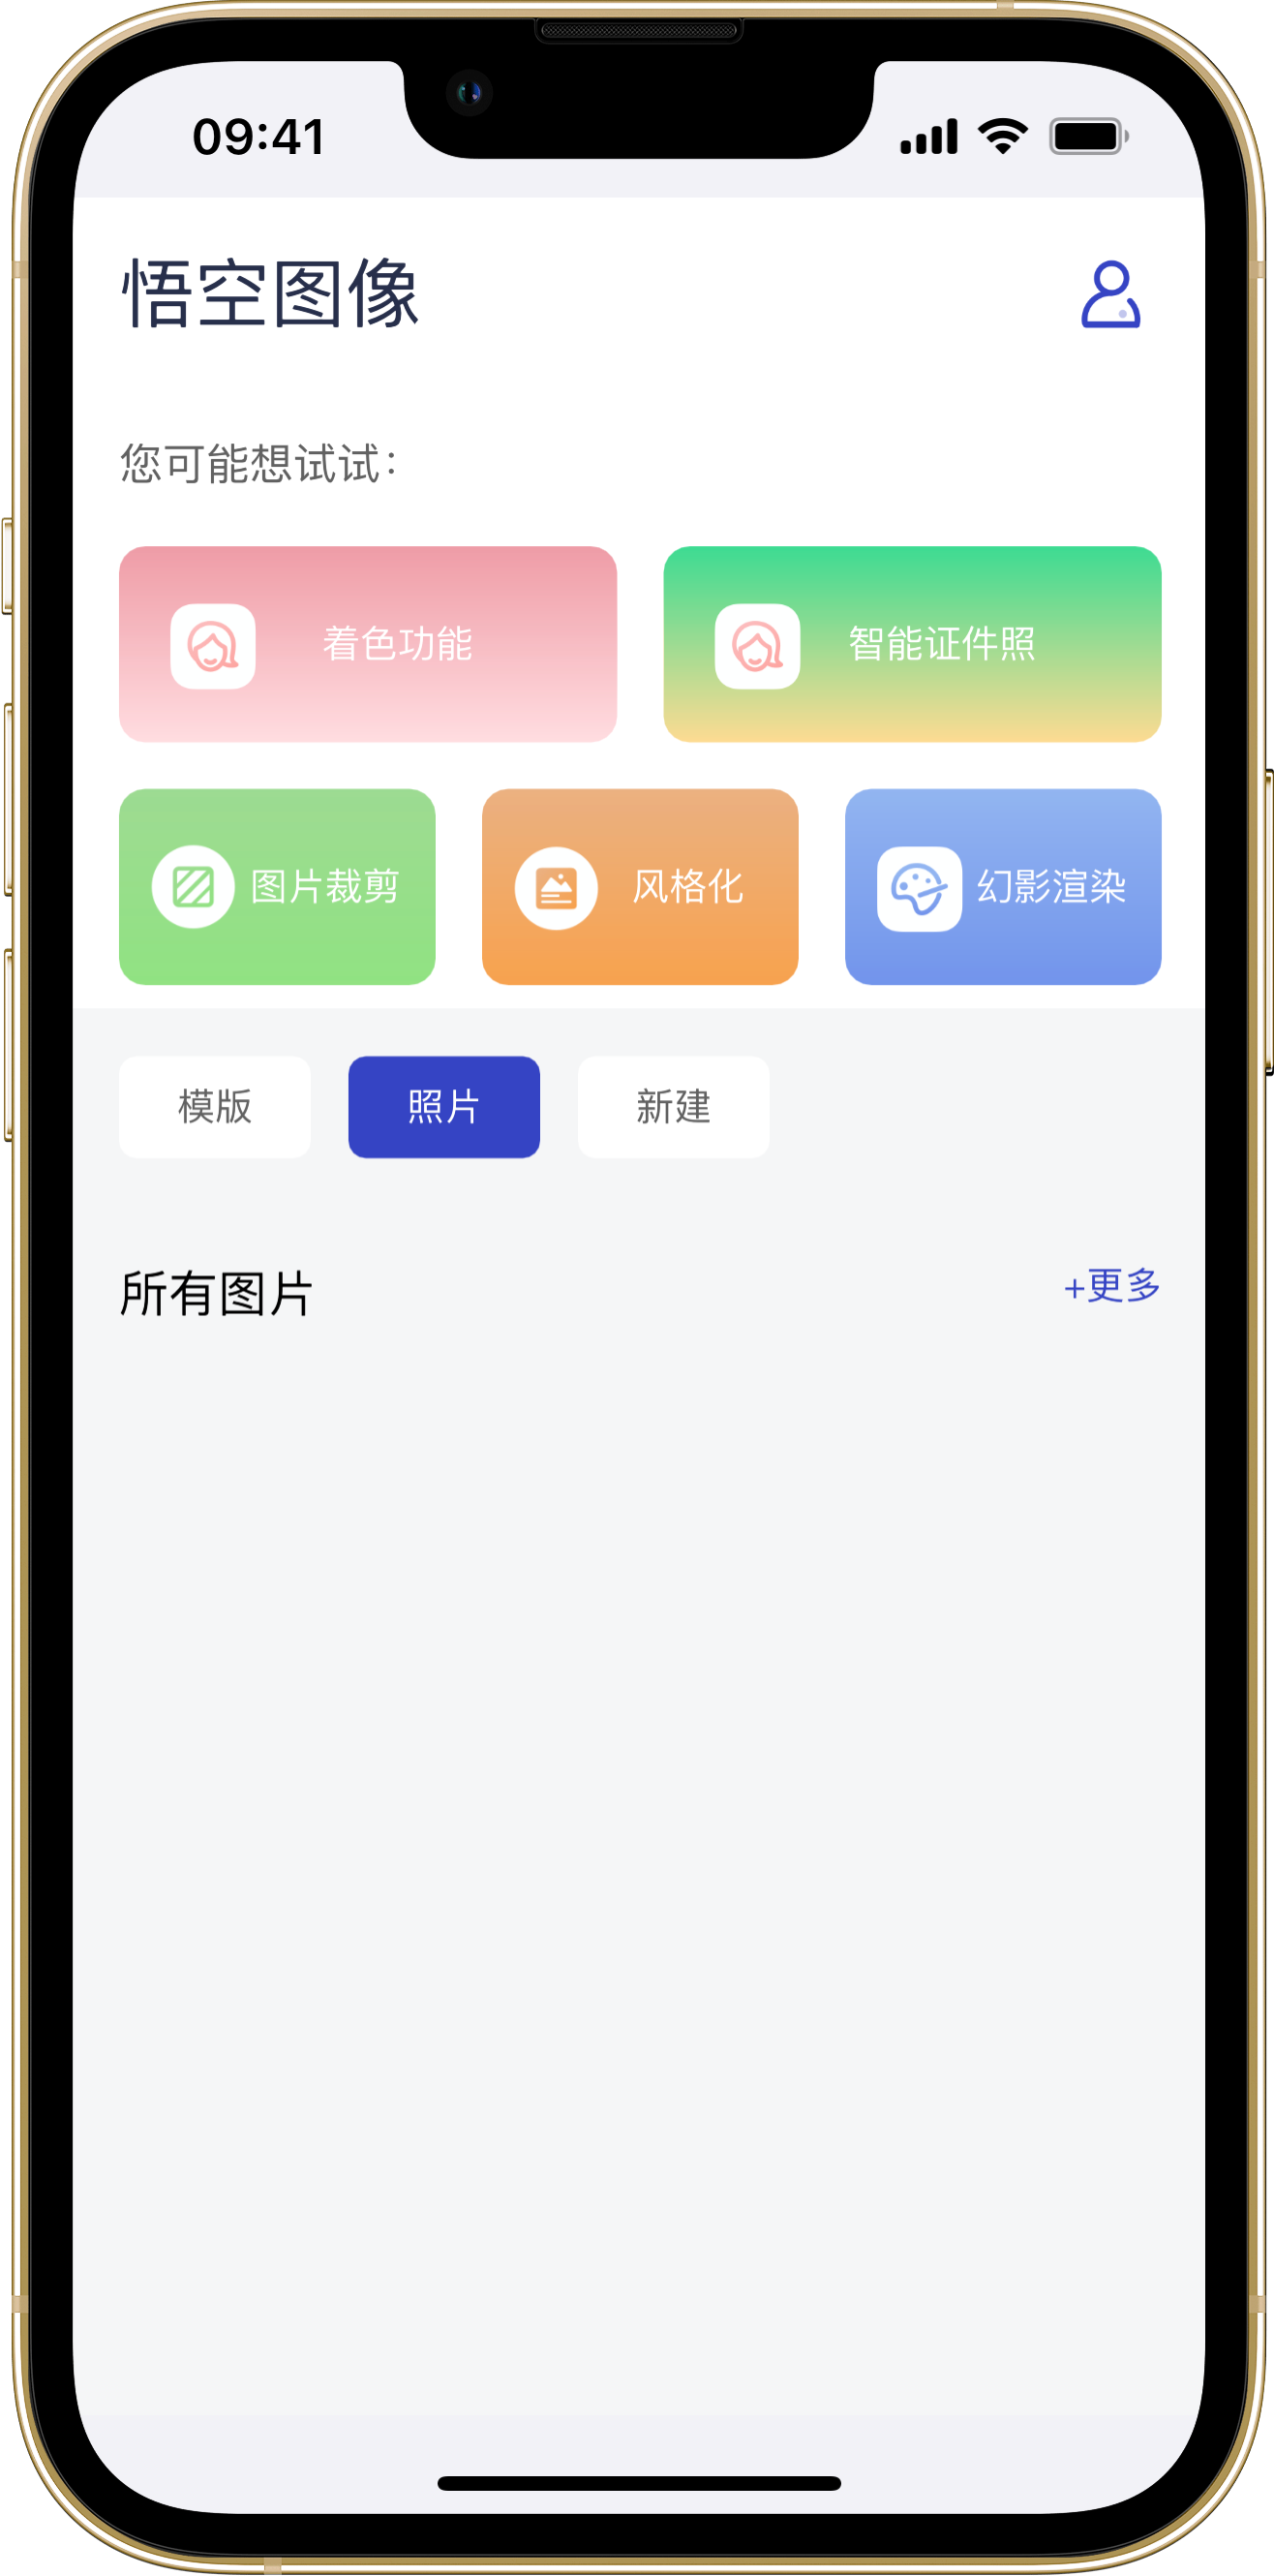 09:41
悟空图像
您可能想试试：
着色功能
智能证件照
图片裁剪
风格化
幻影渲染
模版
照片
新建
所有图片
+更多